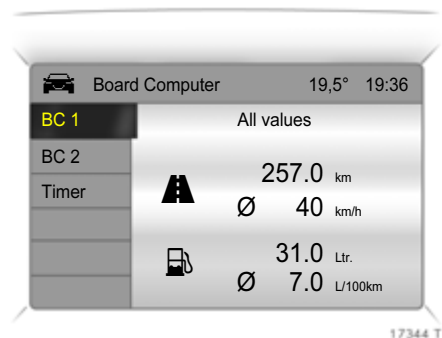 Board Computer 19,5° 19:36
BC 1 All values
BC 2
257.0 km
Timer
Ø 40 km/h
31.0 Ltr.
Ø 7.0 L/100km
17344 T